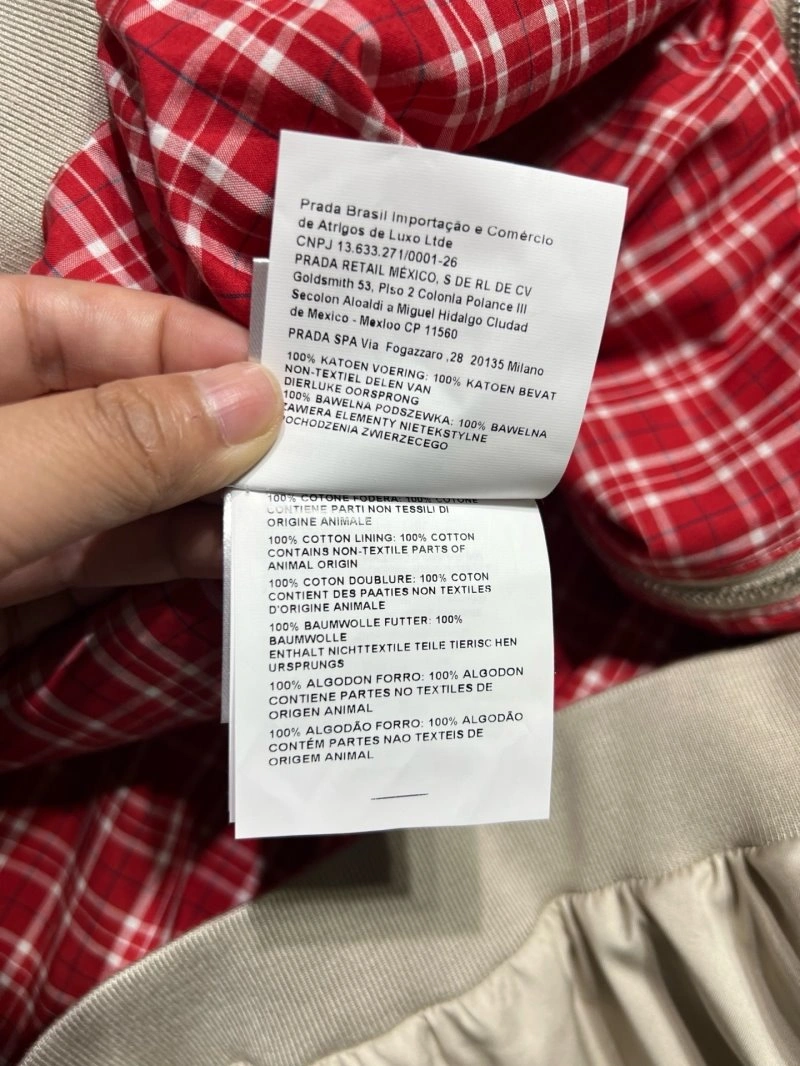 Prada Brasil Importação e Comércio
de Atrigos de Luxo Ltde
CNPJ 13.633.271/0001-26
PRADA RETAIL MÉXICO, S DE RL DE CV
Goldsmith 53, Plso 2 Colonla Polance III
Secolon Aloaldi a Miguel Hidalgo Cludad
de Mexico - Mexloo CP 11560
PRADA SPA Via Fogazzaro ,28 20135 Milano
100% KATOEN VOERING: 100% KATOEN BEVAT
NON-TEXTIEL DELEN VAN
DIERLUKE OORSPRONG
100% BAWELNA PODSZEWKA: 100% BAWELNA
ZAWIERA ELEMENTY NIETEKSTYLNE
POCHODZENIA ZWIERZECEGO
100% COTONE FODERA: 100% COTONE
CONTIENE PARTI NON TESSILI DI
ORIGINE ANIMALE
100% COTTON LINING: 100% COTTON
CONTAINS NON-TEXTILE PARTS OF
ANIMAL ORIGIN
100% COTON DOUBLURE: 100% COTON
CONTIENT DES PAATIES NON TEXTILES
D'ORIGINE ANIMALE
100% BAUMWOLLE FUTTER: 100%
BAUMWOLLE
ENTHALT NICHTTEXTILE TEILE TIERISC HEN
URSPRUNGS
100% ALGODON FORRO: 100% ALGODON
CONTIENE PARTES NO TEXTILES DE
ORIGEN ANIMAL
100% ALGODÃO FORRO: 100% ALGODÃO
CONTÉM PARTES NAO TEXTEIS DE
ORIGEM ANIMAL